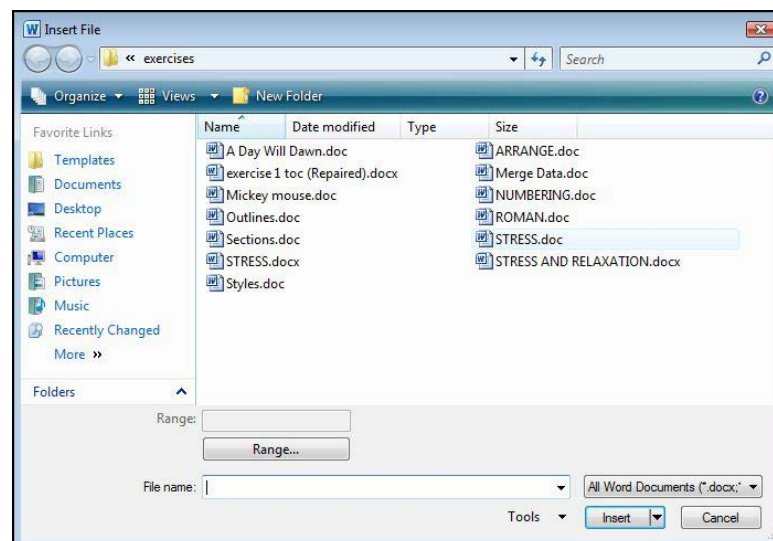 Insert File
« exercises
Search
Organize Views New Folder
Favorite Links
Templates
Documents
Desktop
Recent Places
Computer
Pictures
Music
Recently Changed
More »
Folders
Name Date modified Type Size
A Day Will Dawn.doc
exercise 1 toc (Repaired).docx
Mickey mouse.doc
Outlines.doc
Sections.doc
STRESS.docx
Styles.doc
ARRANGE.doc
Merge Data.doc
NUMBERING.doc
ROMAN.doc
STRESS.doc
STRESS AND RELAXATION.docx
Range:
Range...
File name:
All Word Documents (*.docx;*
Tools Insert Cancel